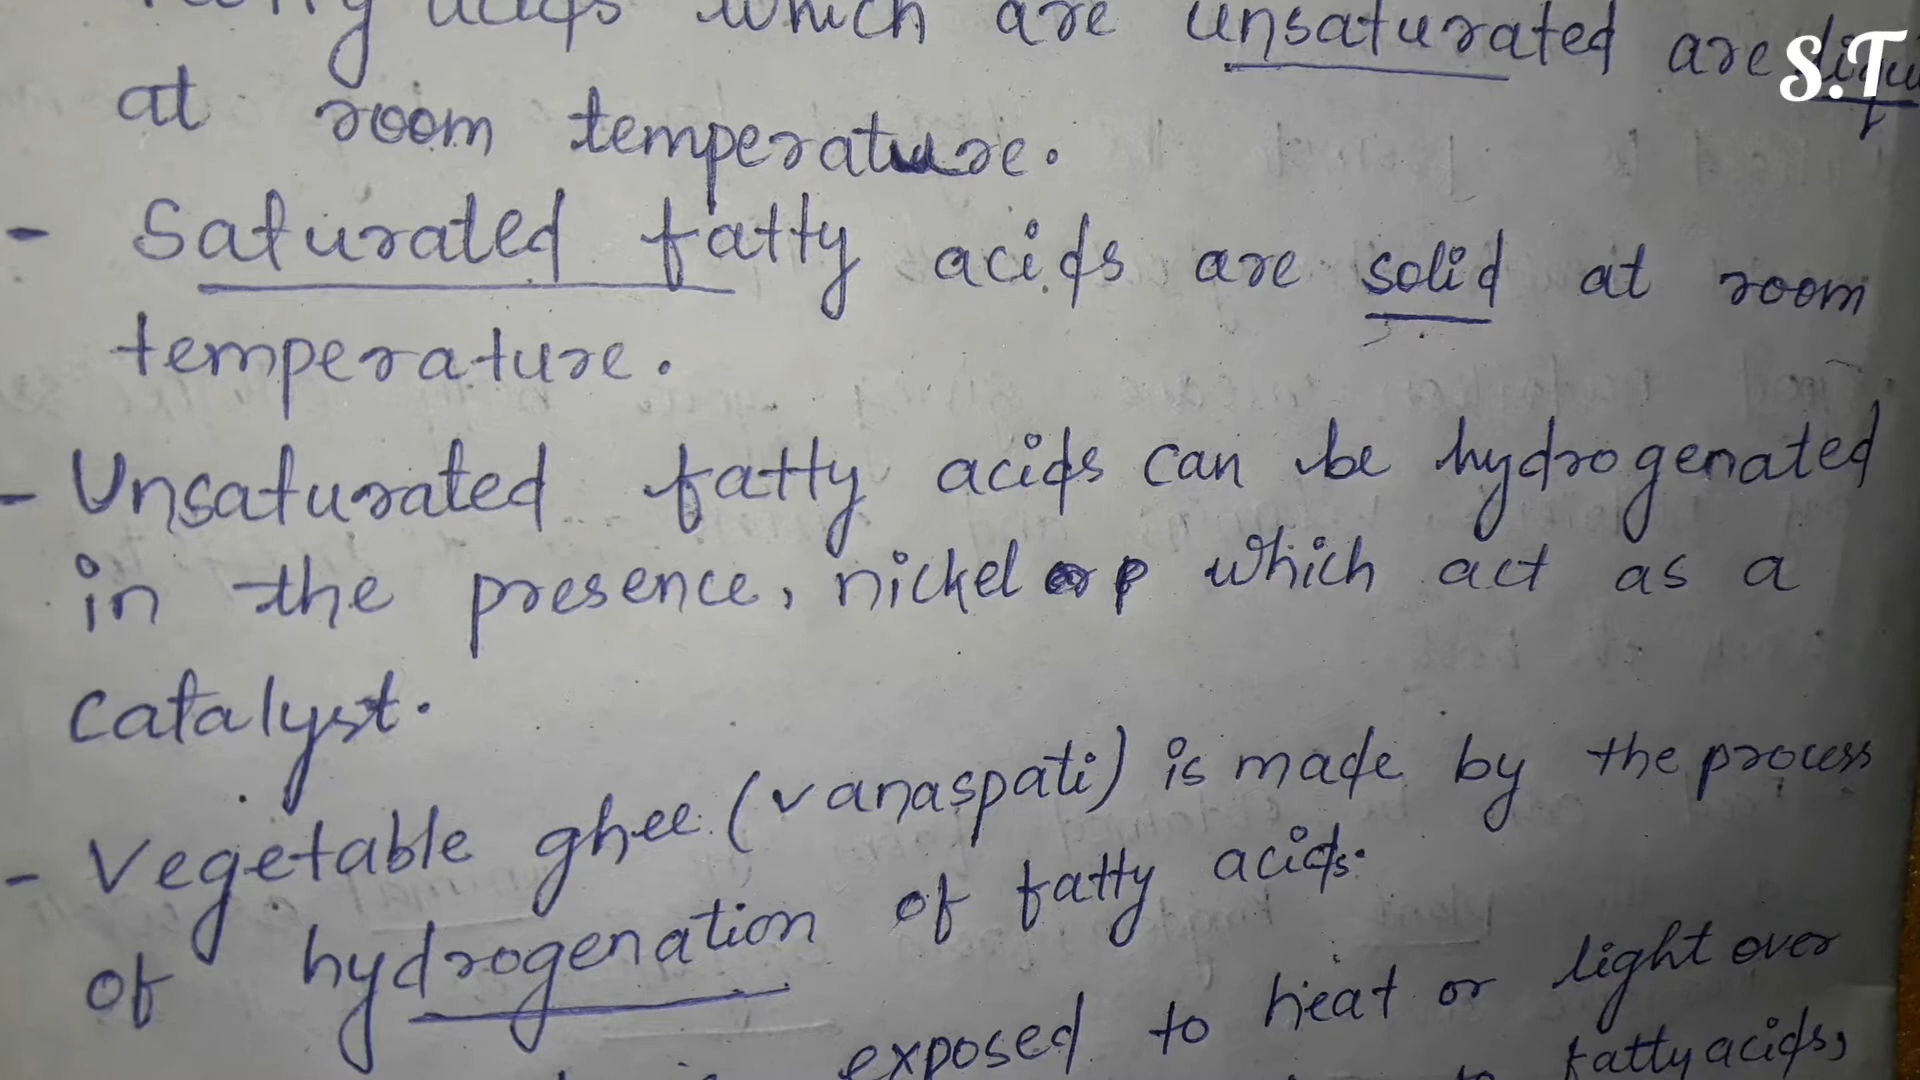 acids which are unsaturated are
S.T
at room temperature.
- Saturated fatty acids are solid at room
temperature.
- Unsaturated fatty acids can be hydrogenated
in the presence, nickel which act as a
catalyst.
- Vegetable ghee (vanaspati) is made by the process
of hydrogenation of fatty acids.
exposed to heat or light over
fatty acids,